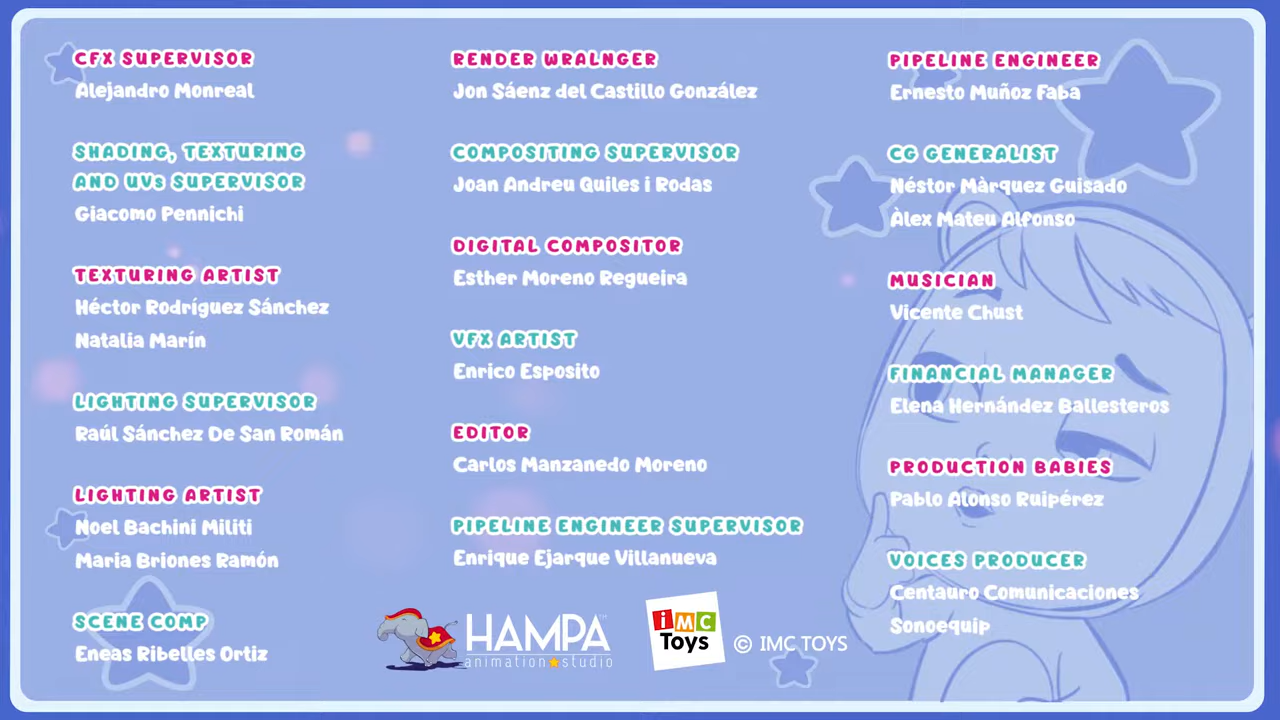 CFX SUPERVISOR
Alejandro Monreal
SHADING, TEXTURING
AND UVs SUPERVISOR
Giacomo Pennichi
TEXTURING ARTIST
Héctor Rodríguez Sánchez
Natalia Marín
LIGHTING SUPERVISOR
Raúl Sánchez De San Román
LIGHTING ARTIST
Noel Bachini Militi
Maria Briones Ramón
SCENE COMP
Eneas Ribelles Ortiz
RENDER WRALNGER
Jon Sáenz del Castillo González
COMPOSITING SUPERVISOR
Joan Andreu Quiles i Rodas
DIGITAL COMPOSITOR
Esther Moreno Regueira
VFX ARTIST
Enrico Esposito
EDITOR
Carlos Manzanedo Moreno
PIPELINE ENGINEER SUPERVISOR
Enrique Ejarque Villanueva
PIPELINE ENGINEER
Ernesto Muñoz Faba
CG GENERALIST
Néstor Màrquez Guisado
Àlex Mateu Alfonso
MUSICIAN
Vicente Chust
FINANCIAL MANAGER
Elena Hernández Ballesteros
PRODUCTION BABIES
Pablo Alonso Ruipérez
VOICES PRODUCER
Centauro Comunicaciones
Sonoequip
HAMPA™
animation studio
iMC
Toys
© IMC TOYS